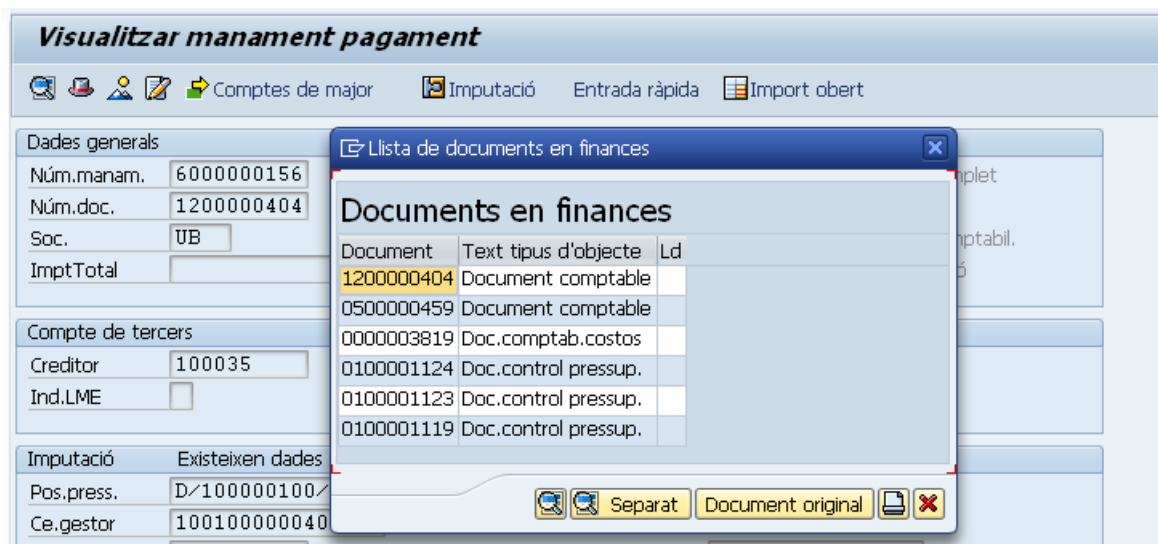 Visualitzar manament pagament
Comptes de major Imputació Entrada ràpida Import obert
Dades generals
Núm.manam. 6000000156
Núm.doc. 1200000404
Soc. UB
ImptTotal
Compte de tercers
Creditor 100035
Ind.LME
Imputació Existeixen dades
Pos.press. D/100000100/
Ce.gestor 100100000040
Llista de documents en finances
Documents en finances
Document Text tipus d'objecte Ld
1200000404 Document comptable
0500000459 Document comptable
0000003819 Doc.comptab.costos
0100001124 Doc.control pressup.
0100001123 Doc.control pressup.
0100001119 Doc.control pressup.
Separat Document original